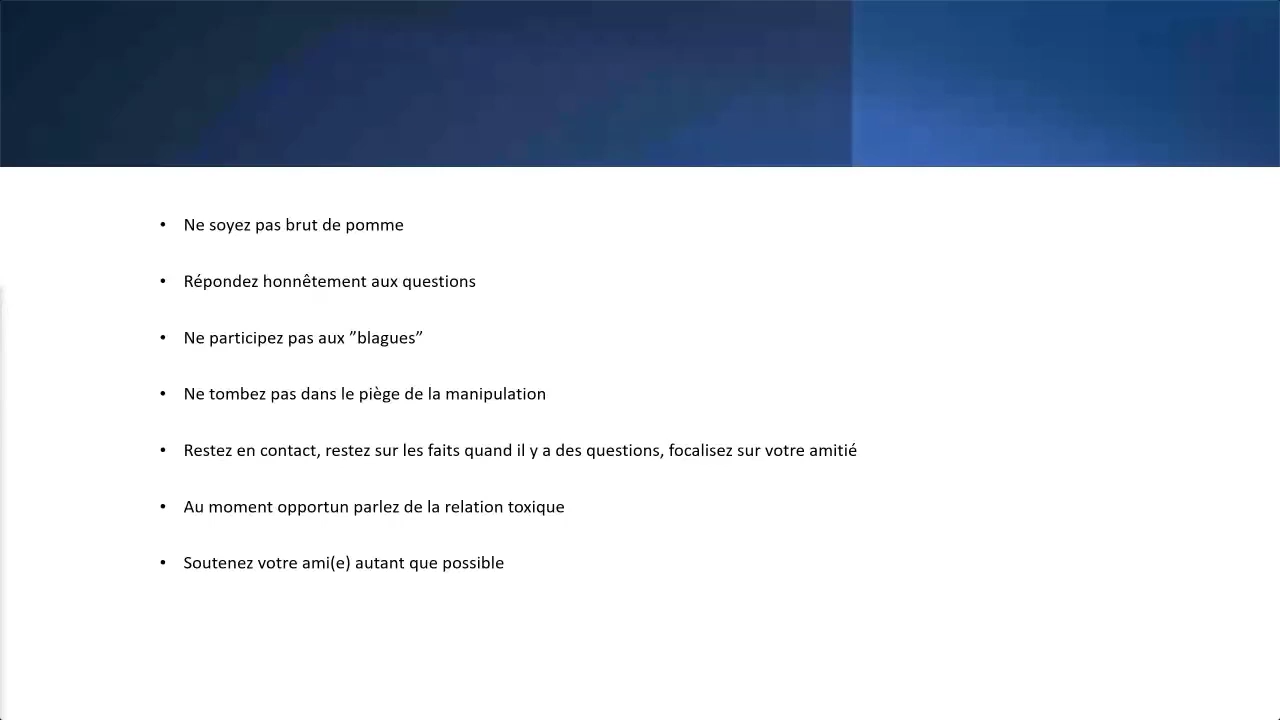 • Ne soyez pas brut de pomme
• Répondez honnêtement aux questions
• Ne participez pas aux ”blagues”
• Ne tombez pas dans le piège de la manipulation
• Restez en contact, restez sur les faits quand il y a des questions, focalisez sur votre amitié
• Au moment opportun parlez de la relation toxique
• Soutenez votre ami(e) autant que possible